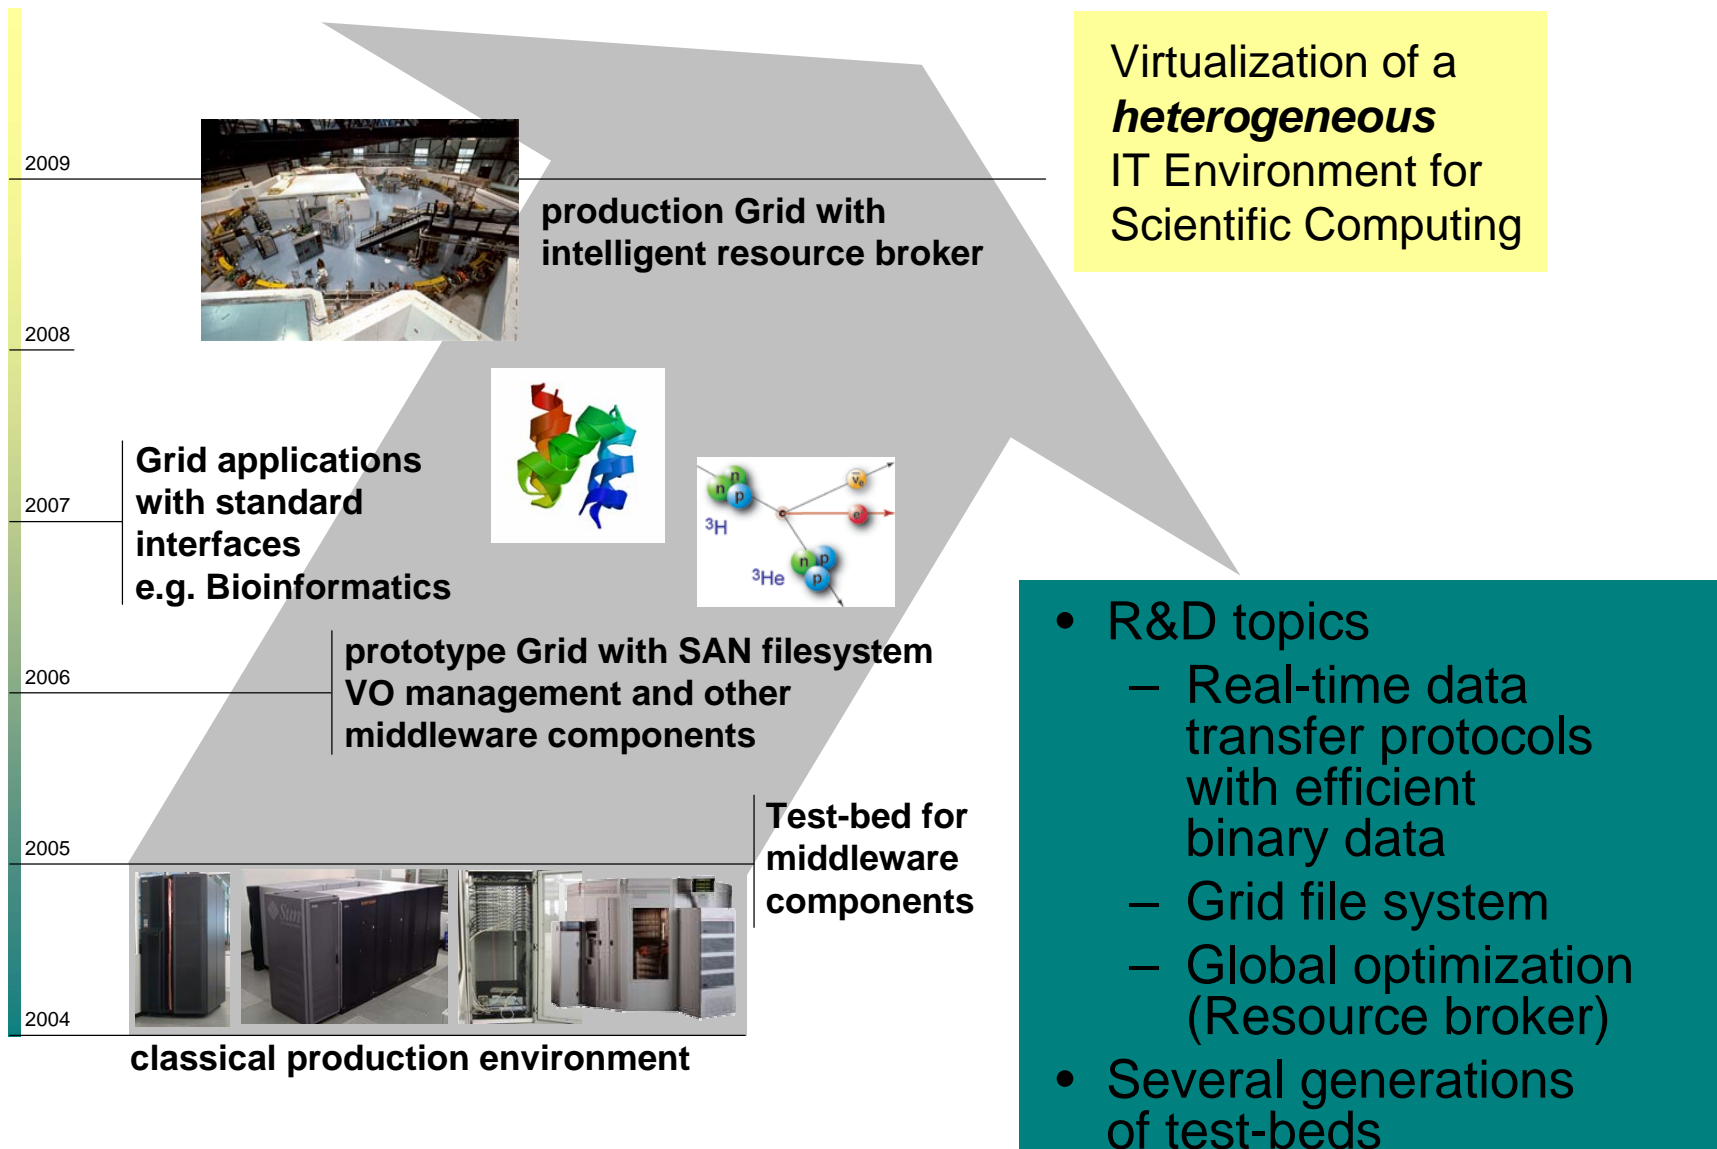 Virtualization of a
heterogeneous
IT Environment for
Scientific Computing
2009
production Grid with
intelligent resource broker
2008
2007
Grid applications
with standard
interfaces
e.g. Bioinformatics
n
n
p
³H
ν̅e
e
n
p
p
³He
2006
prototype Grid with SAN filesystem
VO management and other
middleware components
2005
Test-bed for
middleware
components
Sun
2004
classical production environment
• R&D topics
– Real-time data
transfer protocols
with efficient
binary data
– Grid file system
– Global optimization
(Resource broker)
• Several generations
of test-beds